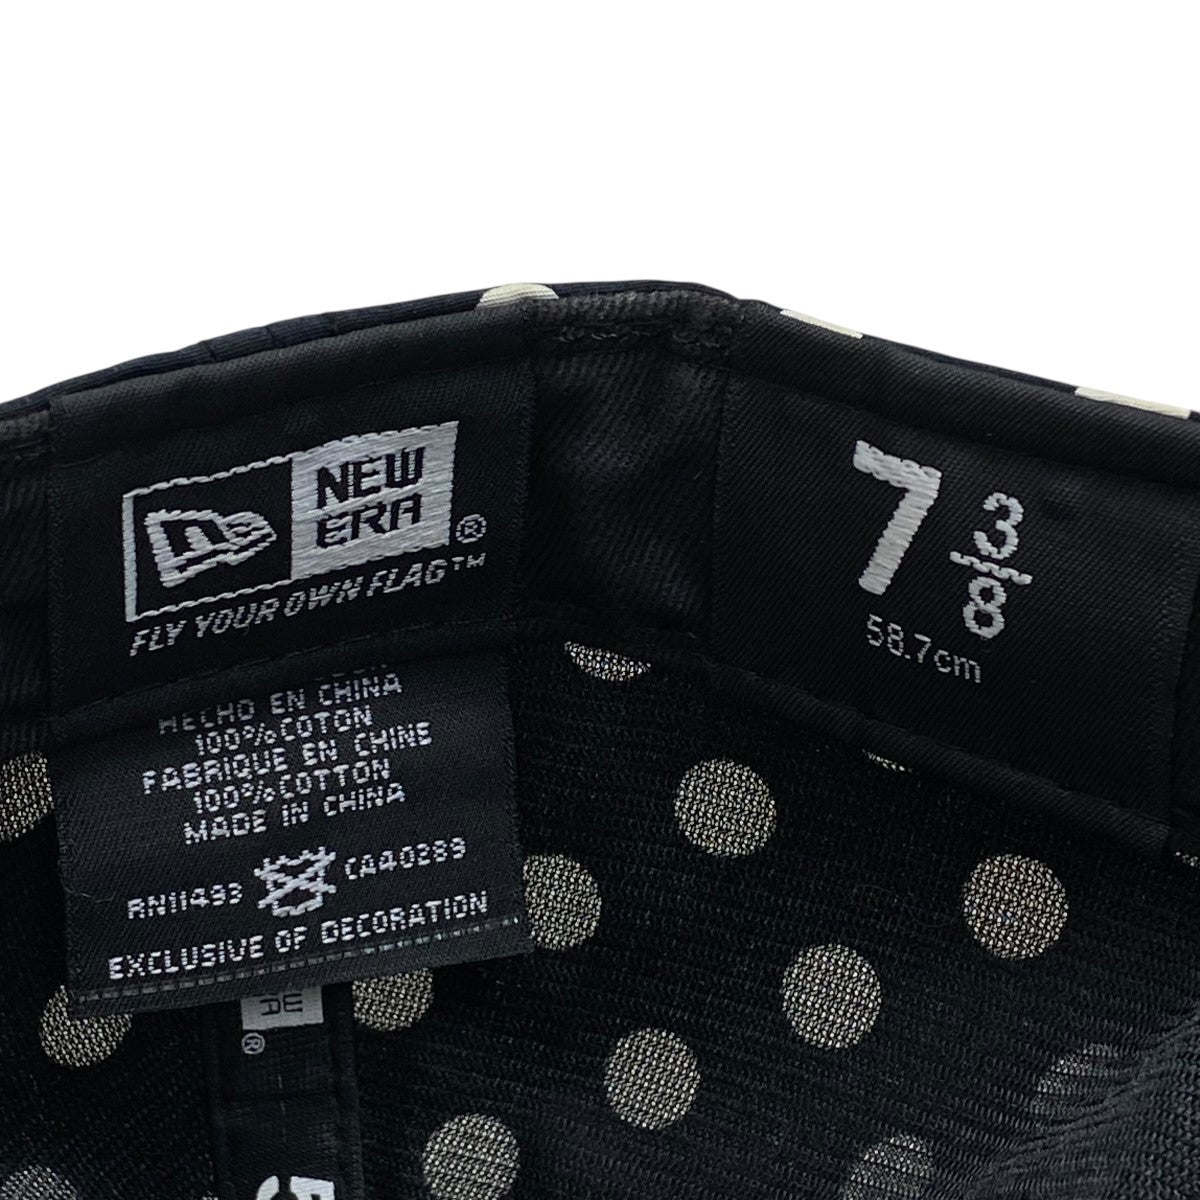 NEW
ERA
®
FLY YOUR OWN FLAG™
7 3/8
58.7cm
HECHO EN CHINA
100% COTON
FABRIQUE EN CHINE
100% COTTON
MADE IN CHINA
RN11493 CA40289
EXCLUSIVE OF DECORATION
®
5